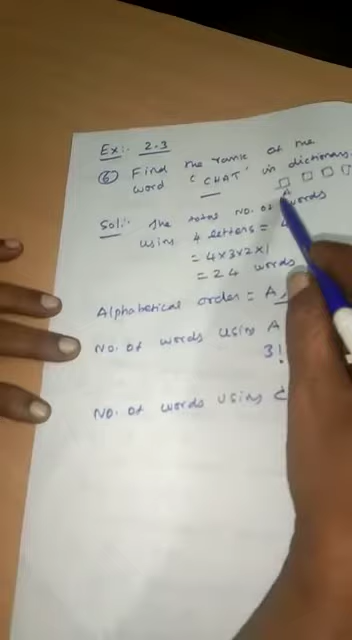 Ex:- 2.3
6 Find the rank of the
word 'CHAT' in dictionary.
A
Sol:- The total no. of words
using 4 letters = 4
= 4×3×2×1
= 24 words
Alphabetical order = A,
No. of words using A
3!
No. of words using C